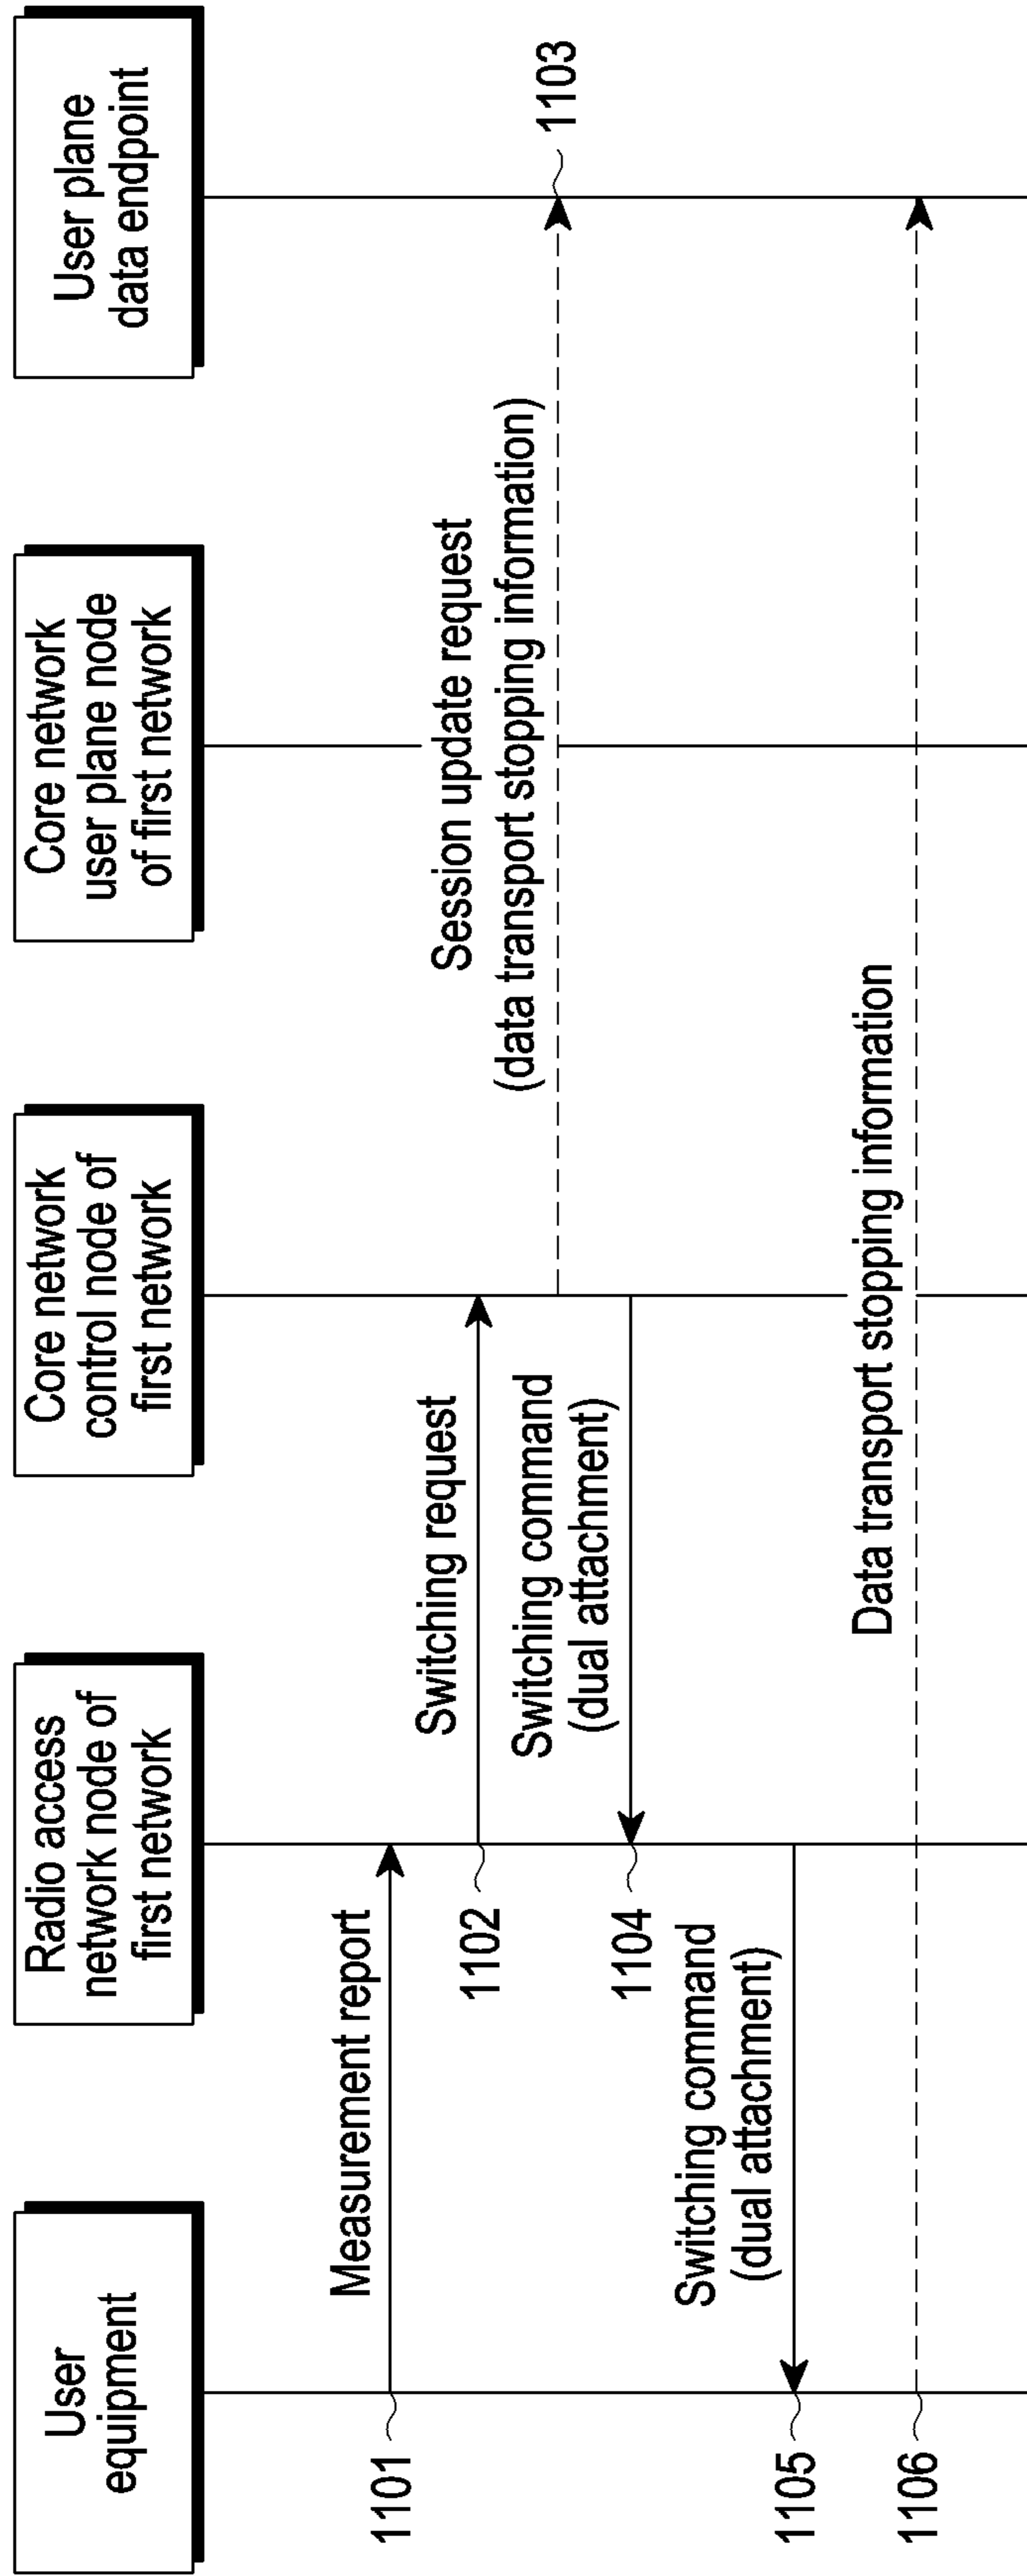 User
equipment
Radio access
network node of
first network
Core network
control node of
first network
Core network
user plane node
of first network
User plane
data endpoint
1101
Measurement report
Switching request
1102
Session update request
(data transport stopping information)
1103
Switching command
(dual attachment)
1104
Switching command
(dual attachment)
1105
Data transport stopping information
1106